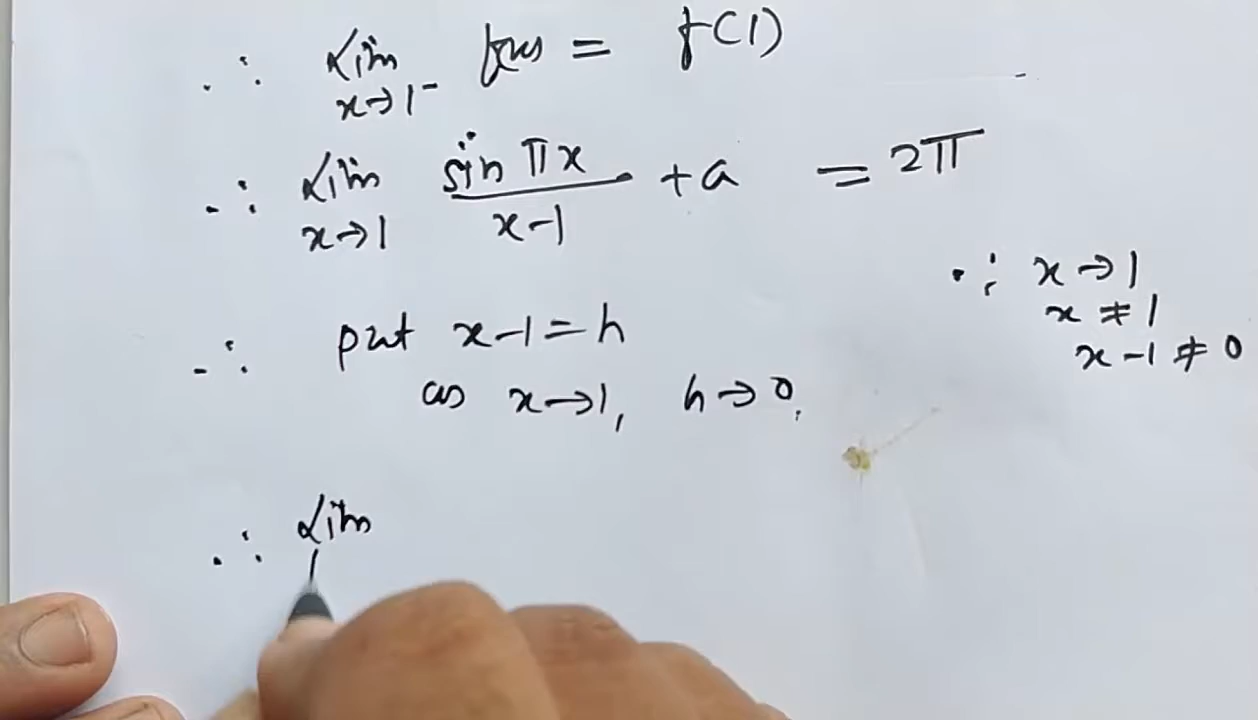 ∴ Lim x→1⁻ f(x) = f(1)
∴ Lim x→1 sin πx / x-1 + a = 2π
∵ x→1
x ≠ 1
x-1 ≠ 0
∴ put x-1 = h
as x→1, h→0,
∴ Lim